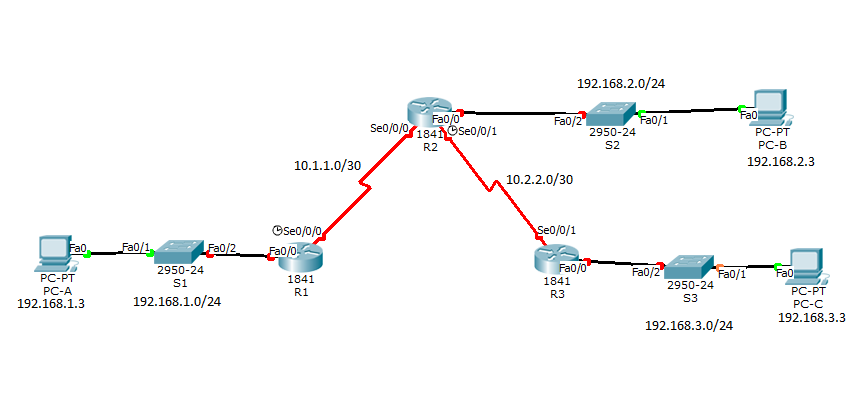 192.168.2.0/24
Fa0/0
Fa0/2
Fa0/1
Fa0
Se0/0/0
1841
R2
Se0/0/1
2950-24
S2
PC-PT
PC-B
192.168.2.3
10.1.1.0/30
10.2.2.0/30
Se0/0/0
Se0/0/1
Fa0
Fa0/1
Fa0/2
Fa0/0
PC-PT
PC-A
192.168.1.3
2950-24
S1
192.168.1.0/24
1841
R1
Fa0/0
1841
R3
Fa0/2
Fa0/1
Fa0
2950-24
S3
PC-PT
PC-C
192.168.3.3
192.168.3.0/24